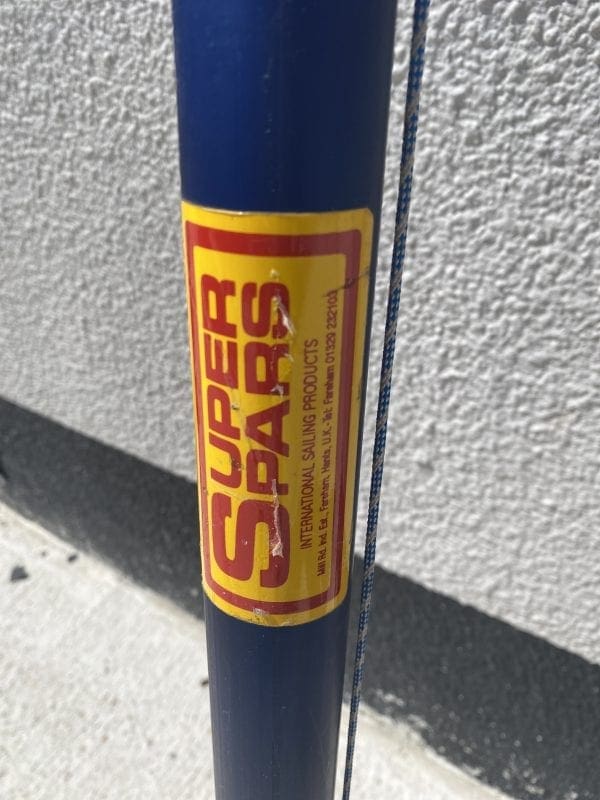 SUPER
SPARS
INTERNATIONAL SAILING PRODUCTS
Mill Rd. Ind. Est., Fareham, Hants, U.K. - Tel: Fareham 01329 232103